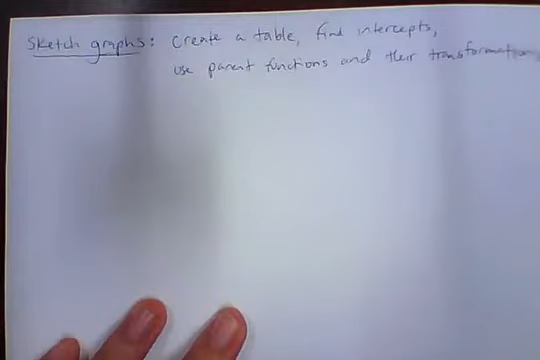 Sketch graphs: Create a table, find intercepts,
use parent functions and their transformations